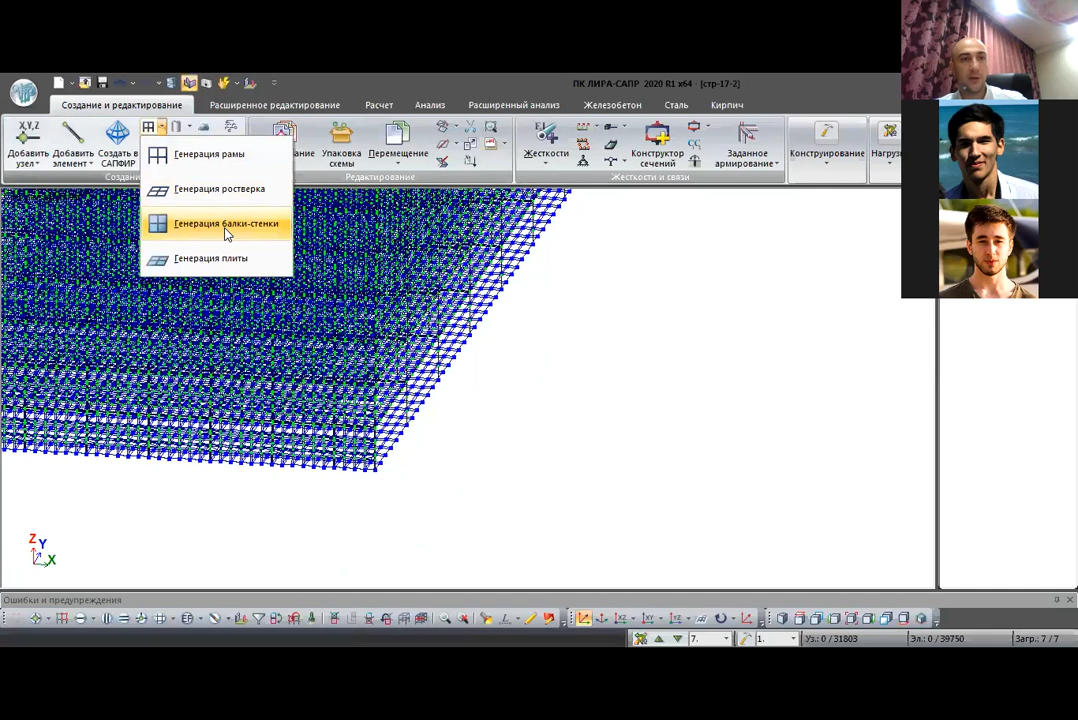 ПК ЛИРА-САПР 2020 R1 x64 - [стр-17-2]
Создание и редактирование
Расширенное редактирование
Расчет
Анализ
Расширенный анализ
Железобетон
Сталь
Кирпич
X,Y,Z
Добавить узел
Добавить элемент
Создать в САПФИР
Упаковка схемы
Перемещение
Жесткости
Конструктор сечений
Заданное армирование
Конструирование
Редактирование
Жесткости и связи
Генерация рамы
Генерация ростверка
Генерация балки-стенки
Генерация плиты
Z
Y
X
Ошибки и предупреждения
7.
1.
Уз.: 0 / 31803
Эл.: 0 / 39750
Загр.: 7 / 7